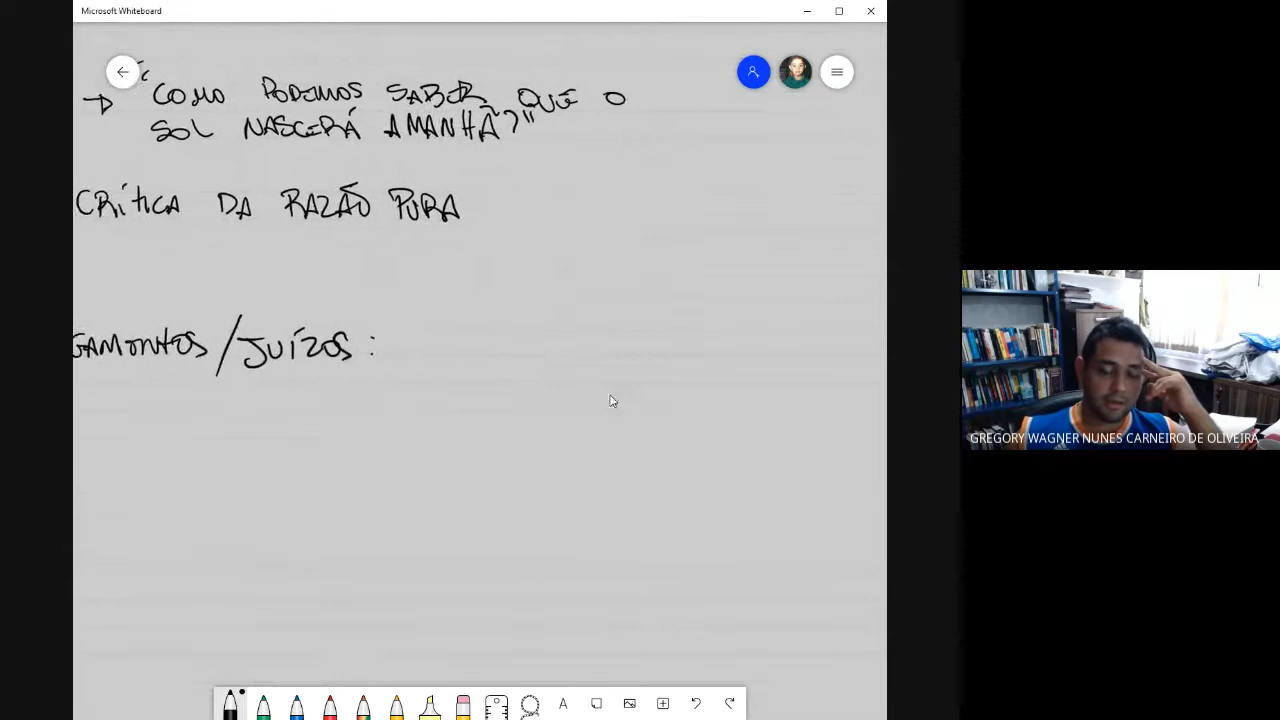 Microsoft Whiteboard
→ "COMO PODEMOS SABER QUE O
SOL NASCERÁ AMANHÃ?"
CRÍTICA DA RAZÃO PURA
GAMENTOS / JUÍZOS :
GREGORY WAGNER NUNES CARNEIRO DE OLIVEIRA
A